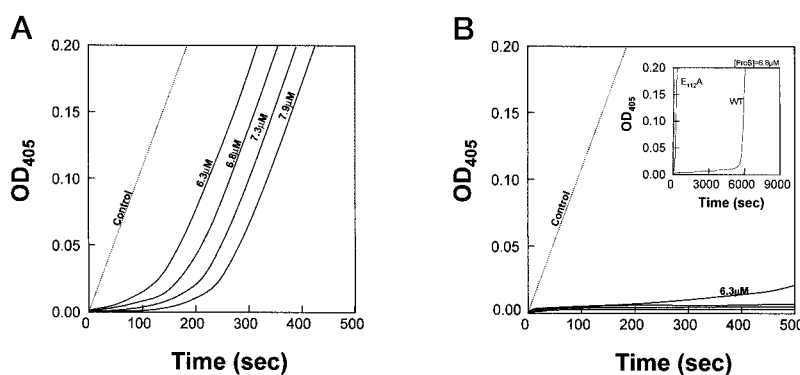 A
OD405
0.20
0.15
0.10
0.05
0.00
Control
6.3µM
6.8µM
7.3µM
7.9µM
0 100 200 300 400 500
Time (sec)
B
OD405
0.20
0.15
0.10
0.05
0.00
Control
6.3µM
0 100 200 300 400 500
Time (sec)
[ProS]=6.8µM
OD405
0.20
0.15
0.10
0.05
0.00
E112A
WT
0 3000 6000 9000
Time (sec)